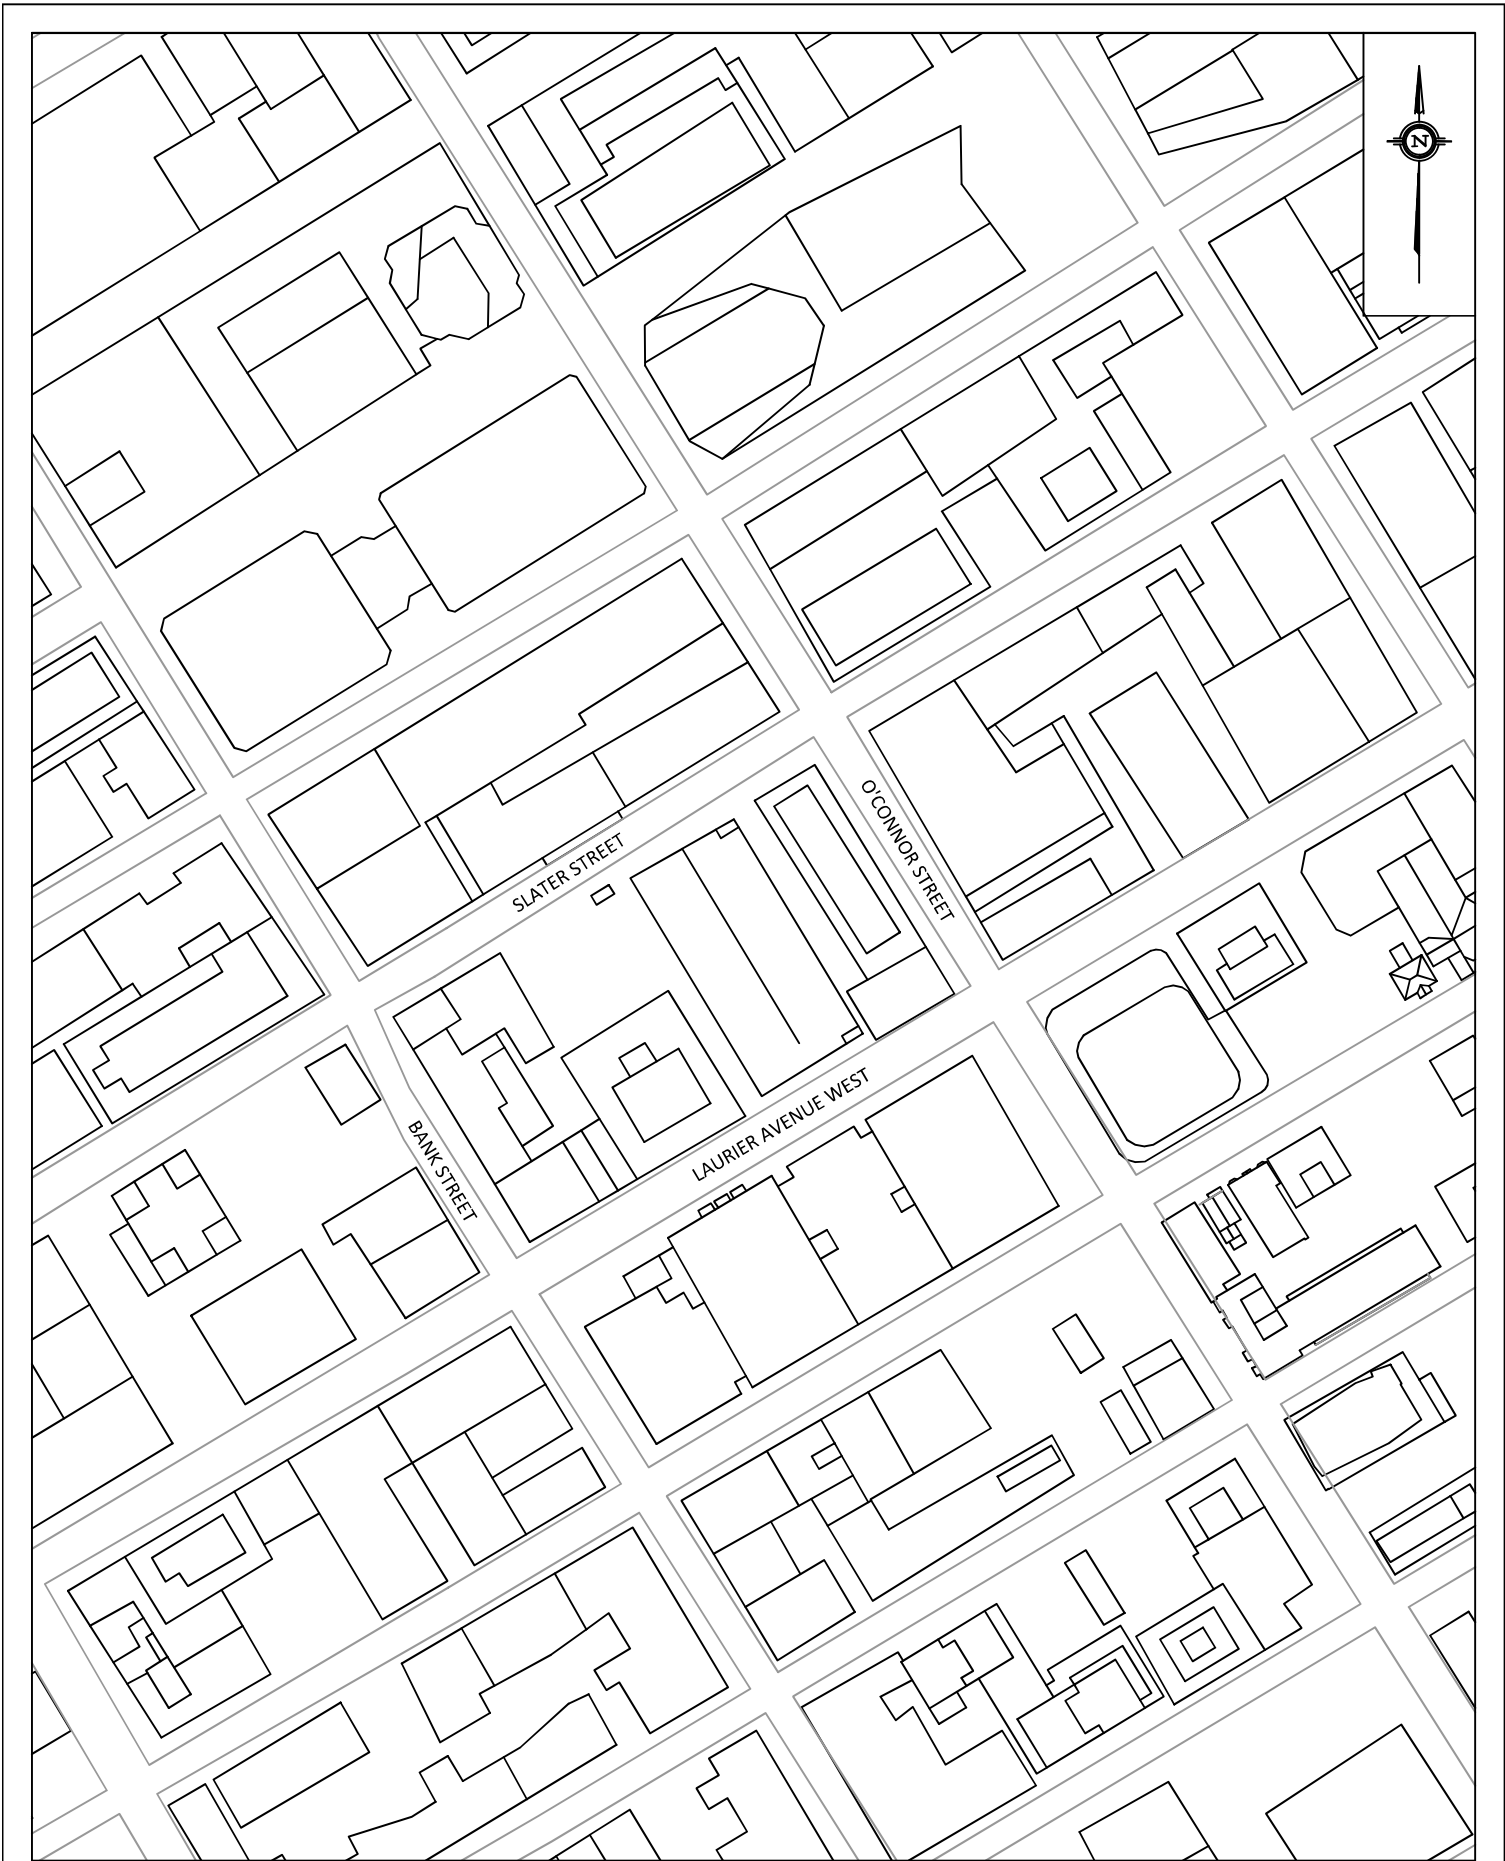 N
O'CONNOR STREET
SLATER STREET
LAURIER AVENUE WEST
BANK STREET